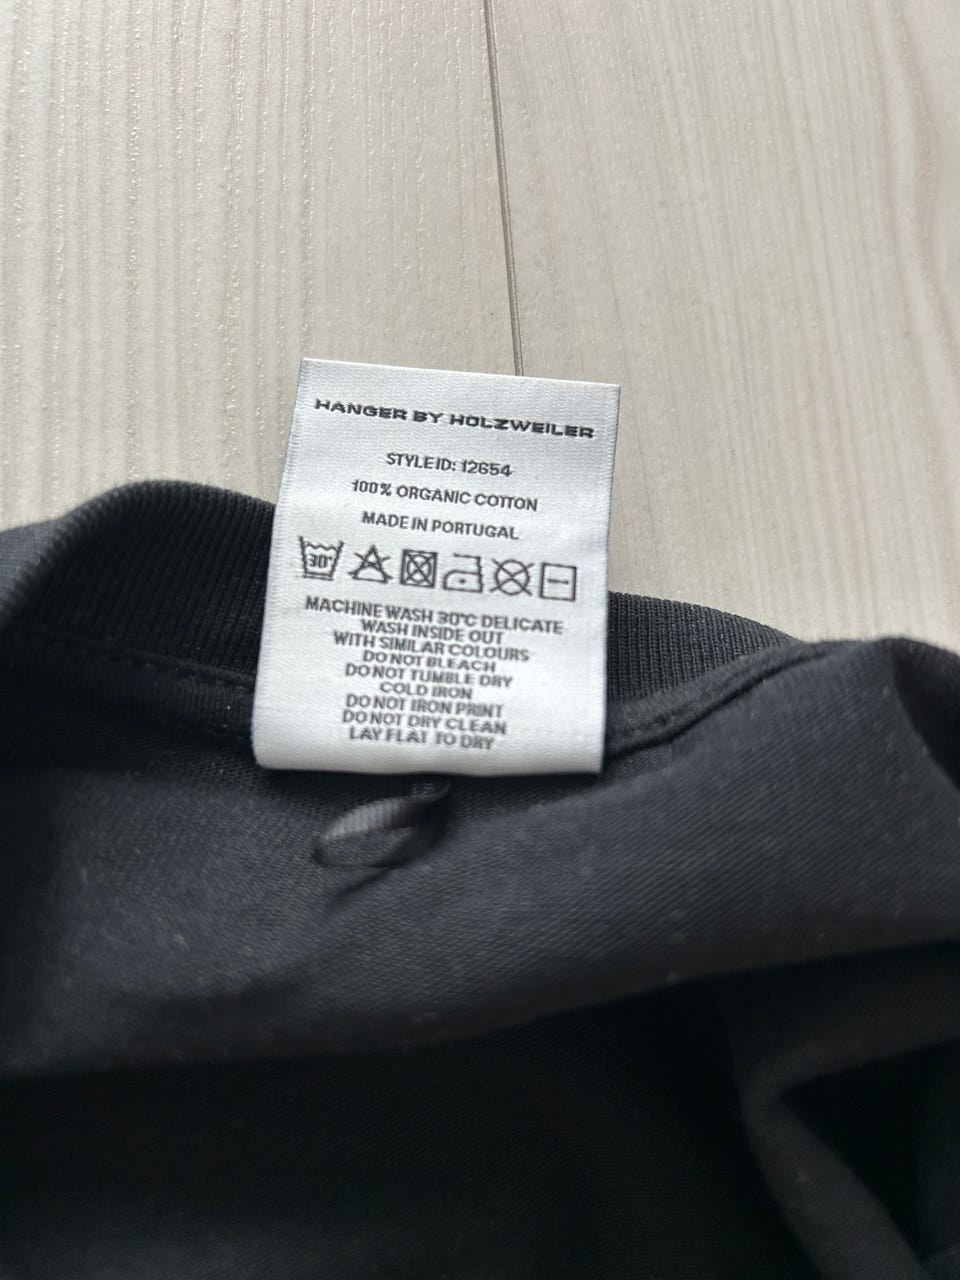 HANGER BY HOLZWEILER
STYLE ID: 12654
100% ORGANIC COTTON
MADE IN PORTUGAL
30°
MACHINE WASH 30°C DELICATE
WASH INSIDE OUT
WITH SIMILAR COLOURS
DO NOT BLEACH
DO NOT TUMBLE DRY
COLD IRON
DO NOT IRON PRINT
DO NOT DRY CLEAN
LAY FLAT TO DRY